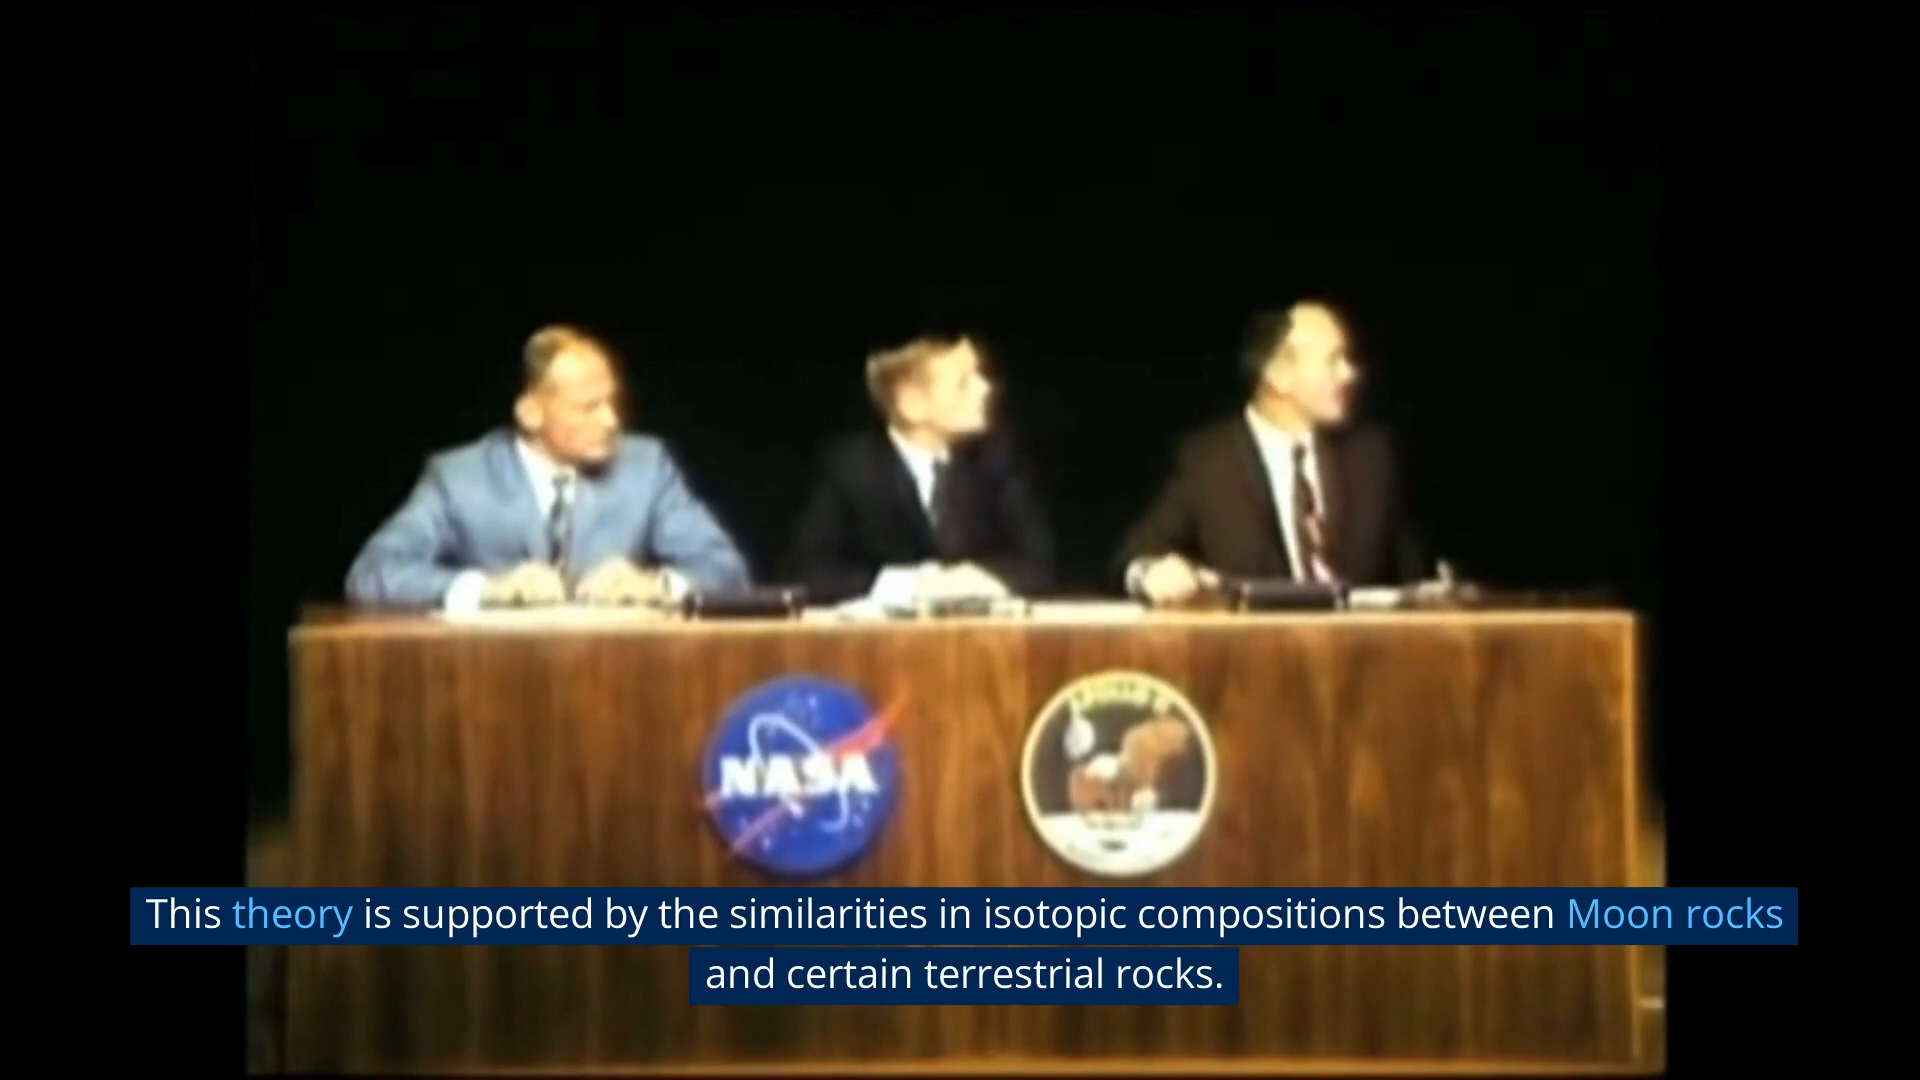 NASA
This theory is supported by the similarities in isotopic compositions between Moon rocks
and certain terrestrial rocks.